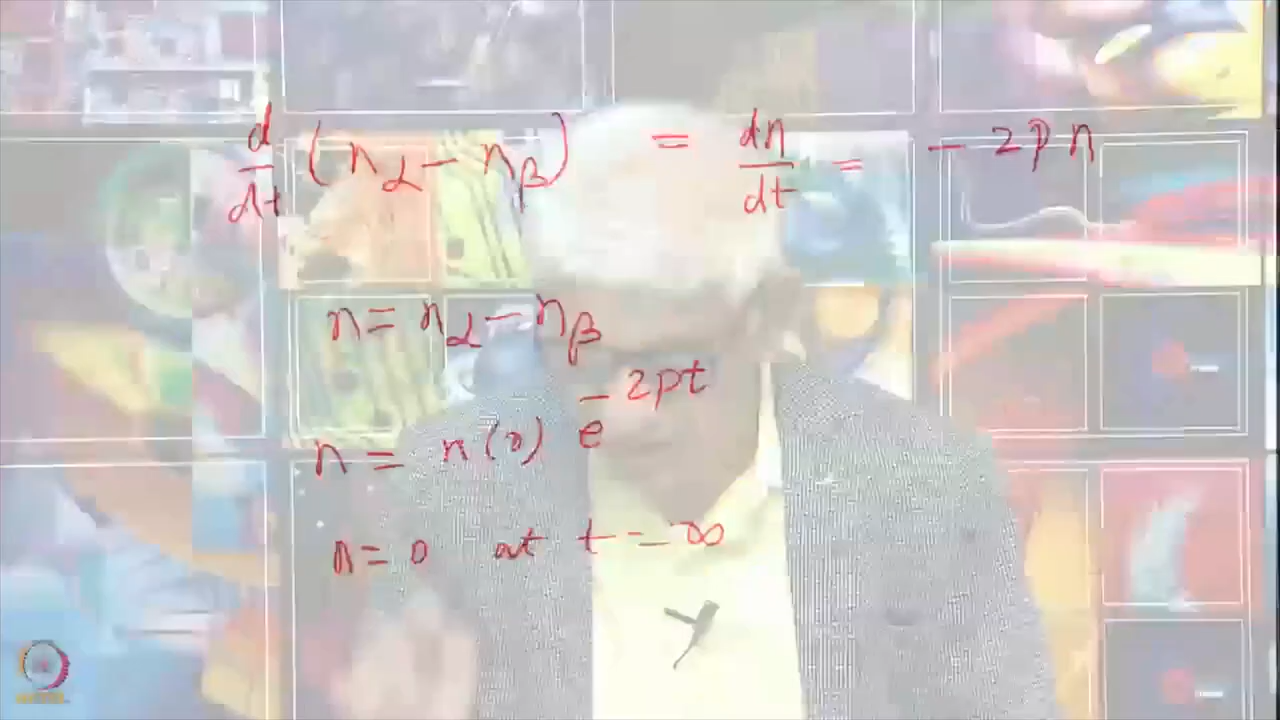 d/dt (nα − nβ) = dn/dt = − 2pn
n = nα − nβ
n = n(0) e^−2pt
n = 0 at t = ∞